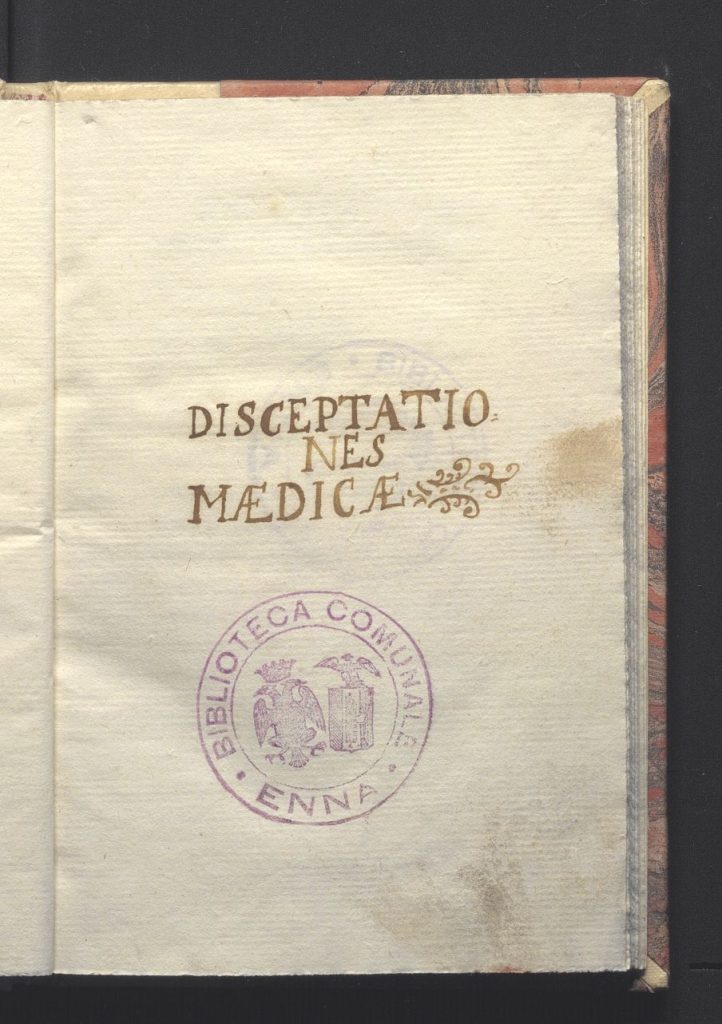 DISCEPTATIO-
NES
MÆDICÆ
BIBLIOTECA COMUNALE
• ENNA •